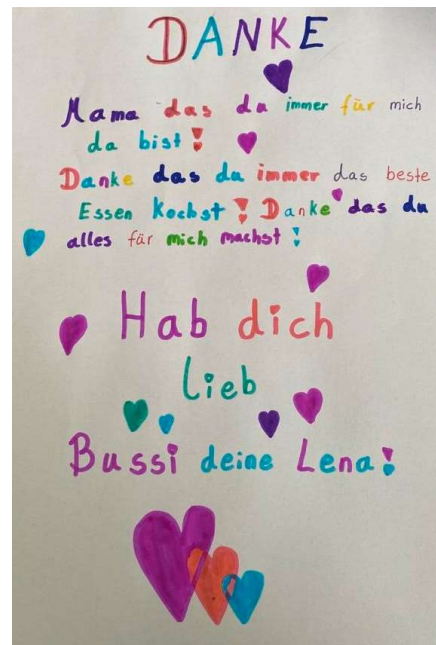 DANKE
Mama das du immer für mich
da bist!
Danke das du immer das beste
Essen kochst! Danke das du
alles für mich machst!
Hab dich
lieb
Bussi deine Lena!